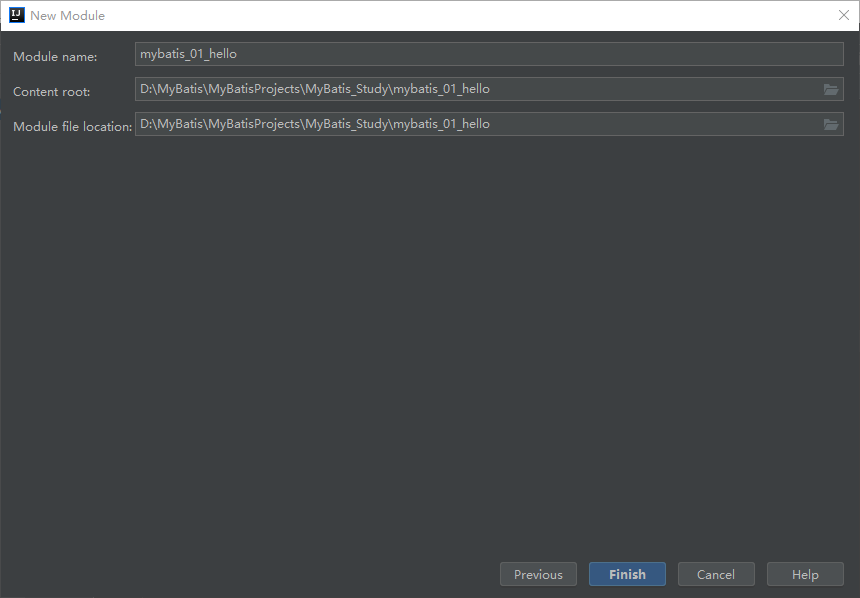 New Module
Module name: mybatis_01_hello
Content root: D:\MyBatis\MyBatisProjects\MyBatis_Study\mybatis_01_hello
Module file location: D:\MyBatis\MyBatisProjects\MyBatis_Study\mybatis_01_hello
Previous Finish Cancel Help